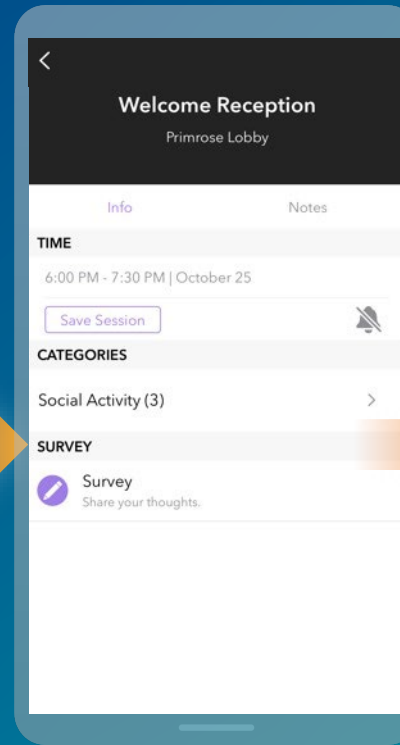 Welcome Reception
Primrose Lobby
Info Notes
TIME
6:00 PM - 7:30 PM | October 25
Save Session
CATEGORIES
Social Activity (3)
SURVEY
Survey
Share your thoughts.